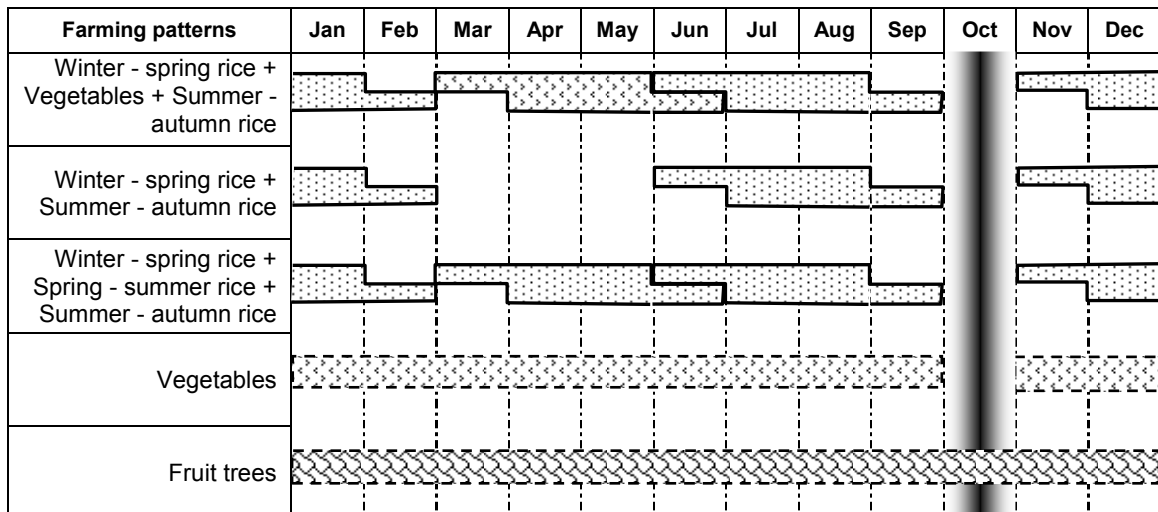 Farming patterns Jan Feb Mar Apr May Jun Jul Aug Sep Oct Nov Dec
Winter - spring rice +
Vegetables + Summer -
autumn rice
Winter - spring rice +
Summer - autumn rice
Winter - spring rice +
Spring - summer rice +
Summer - autumn rice
Vegetables
Fruit trees